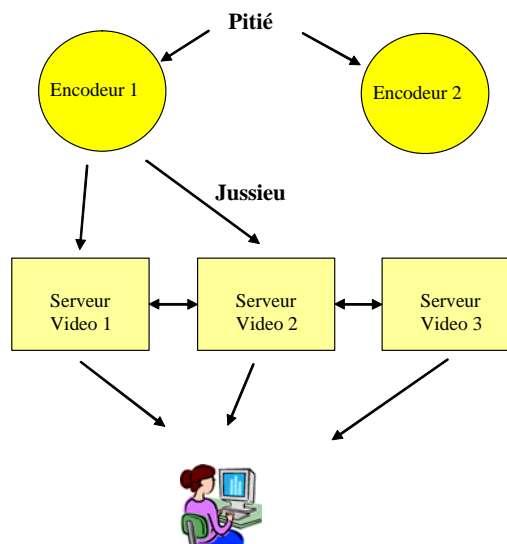 Pitié
Encodeur 1
Encodeur 2
Jussieu
Serveur
Video 1
Serveur
Video 2
Serveur
Video 3